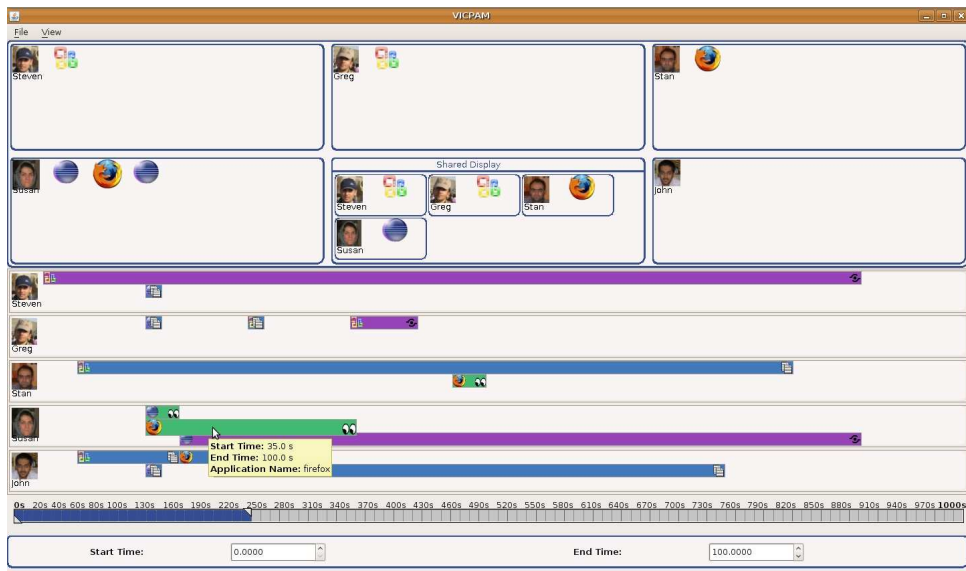 VICPAM
File View
Steven
Greg
Stan
Susan
Shared Display
Steven
Greg
Stan
Susan
John
Steven
Greg
Stan
Susan
John
Start Time: 35.0 s
End Time: 100.0 s
Application Name: firefox
0s 20s 40s 60s 80s 100s 130s 160s 190s 220s 250s 280s 310s 340s 370s 400s 430s 460s 490s 520s 550s 580s 610s 640s 670s 700s 730s 760s 790s 820s 850s 880s 910s 940s 970s 1000s
Start Time: 0.0000 End Time: 100.0000